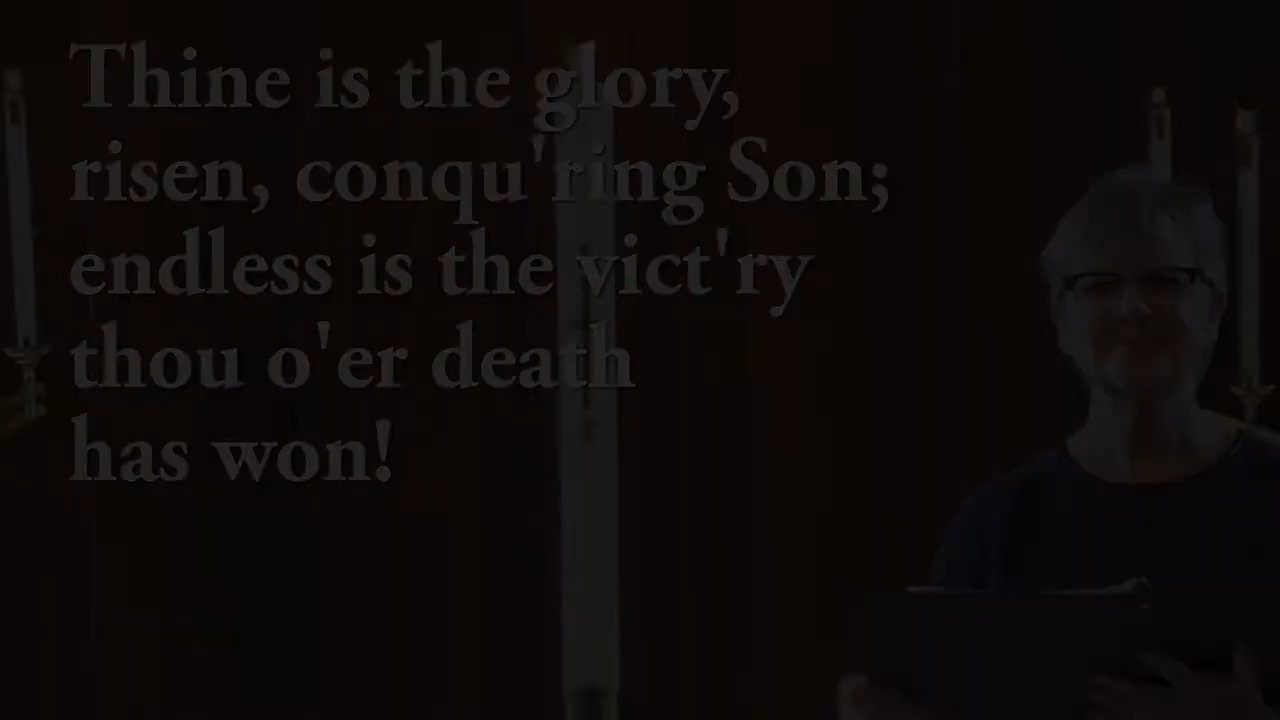 Thine is the glory,
risen, conqu'ring Son;
endless is the vict'ry
thou o'er death
has won!